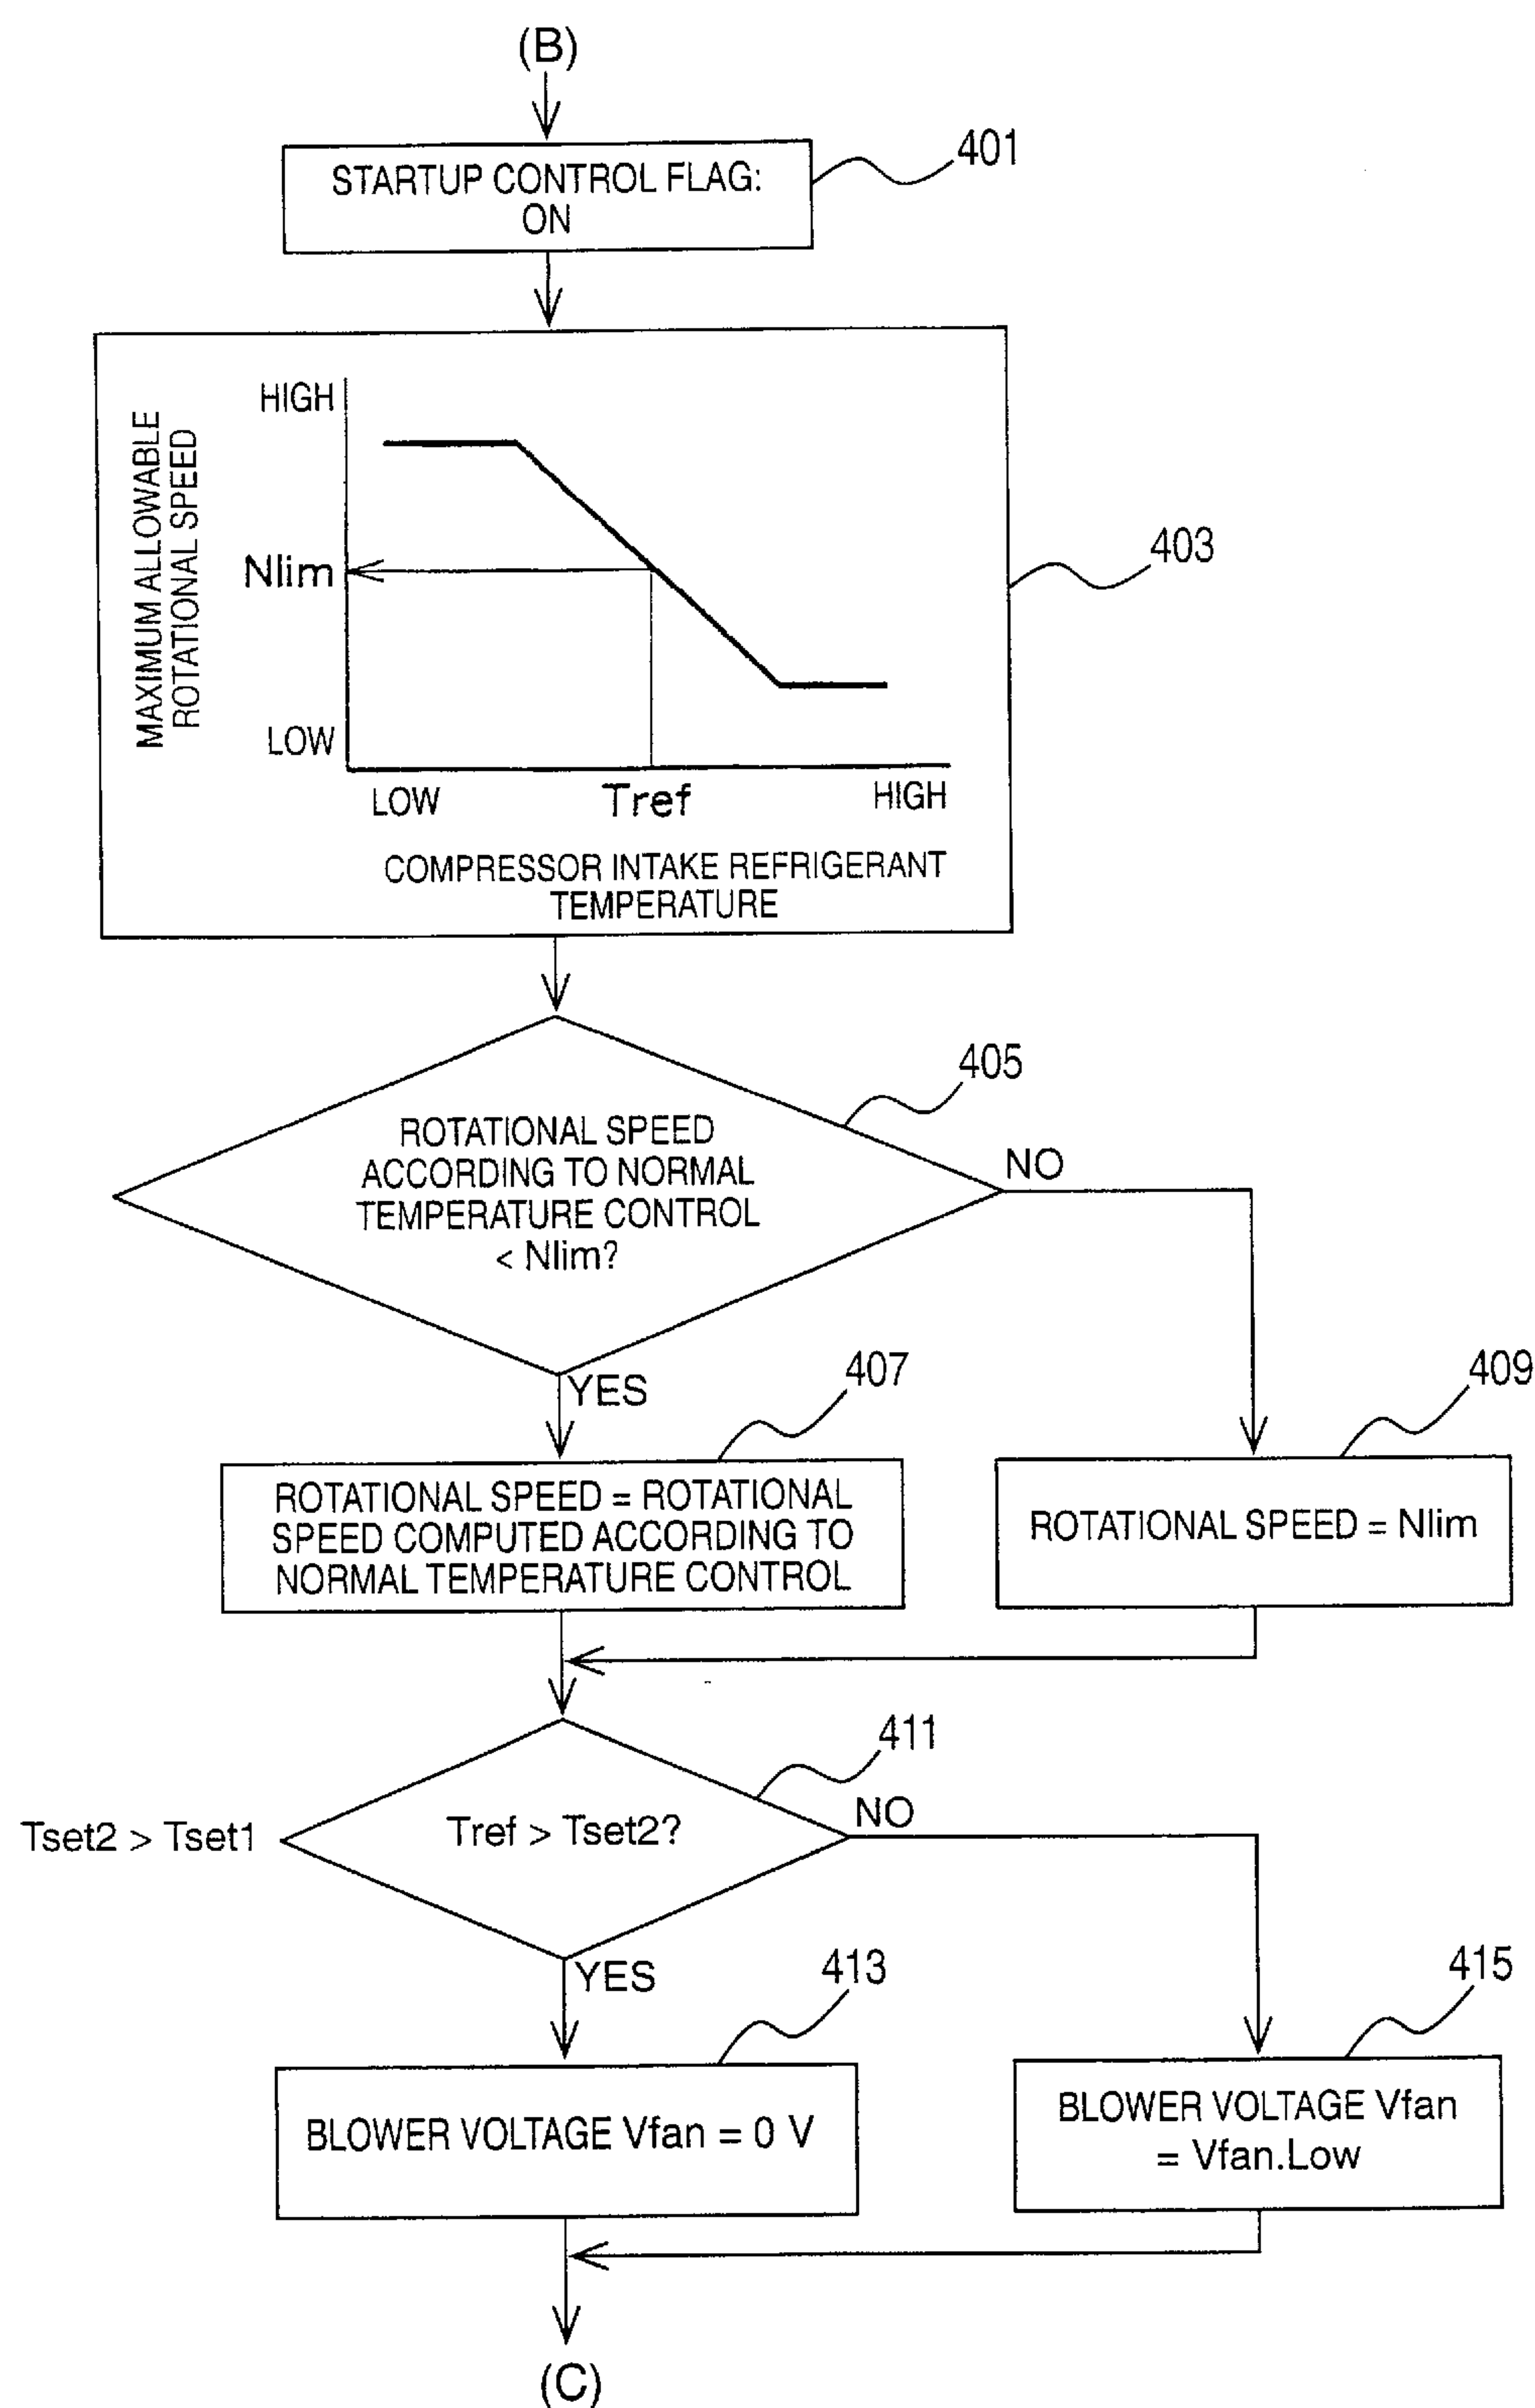 (B)
STARTUP CONTROL FLAG:
ON
401
HIGH
MAXIMUM ALLOWABLE
ROTATIONAL SPEED
Nlim
403
LOW
LOW
Tref
HIGH
COMPRESSOR INTAKE REFRIGERANT
TEMPERATURE
405
ROTATIONAL SPEED
ACCORDING TO NORMAL
TEMPERATURE CONTROL
< Nlim?
NO
YES
407
409
ROTATIONAL SPEED = ROTATIONAL
SPEED COMPUTED ACCORDING TO
NORMAL TEMPERATURE CONTROL
ROTATIONAL SPEED = Nlim
411
Tset2 > Tset1
Tref > Tset2?
NO
YES
413
415
BLOWER VOLTAGE Vfan = 0 V
BLOWER VOLTAGE Vfan
= Vfan.Low
(C)